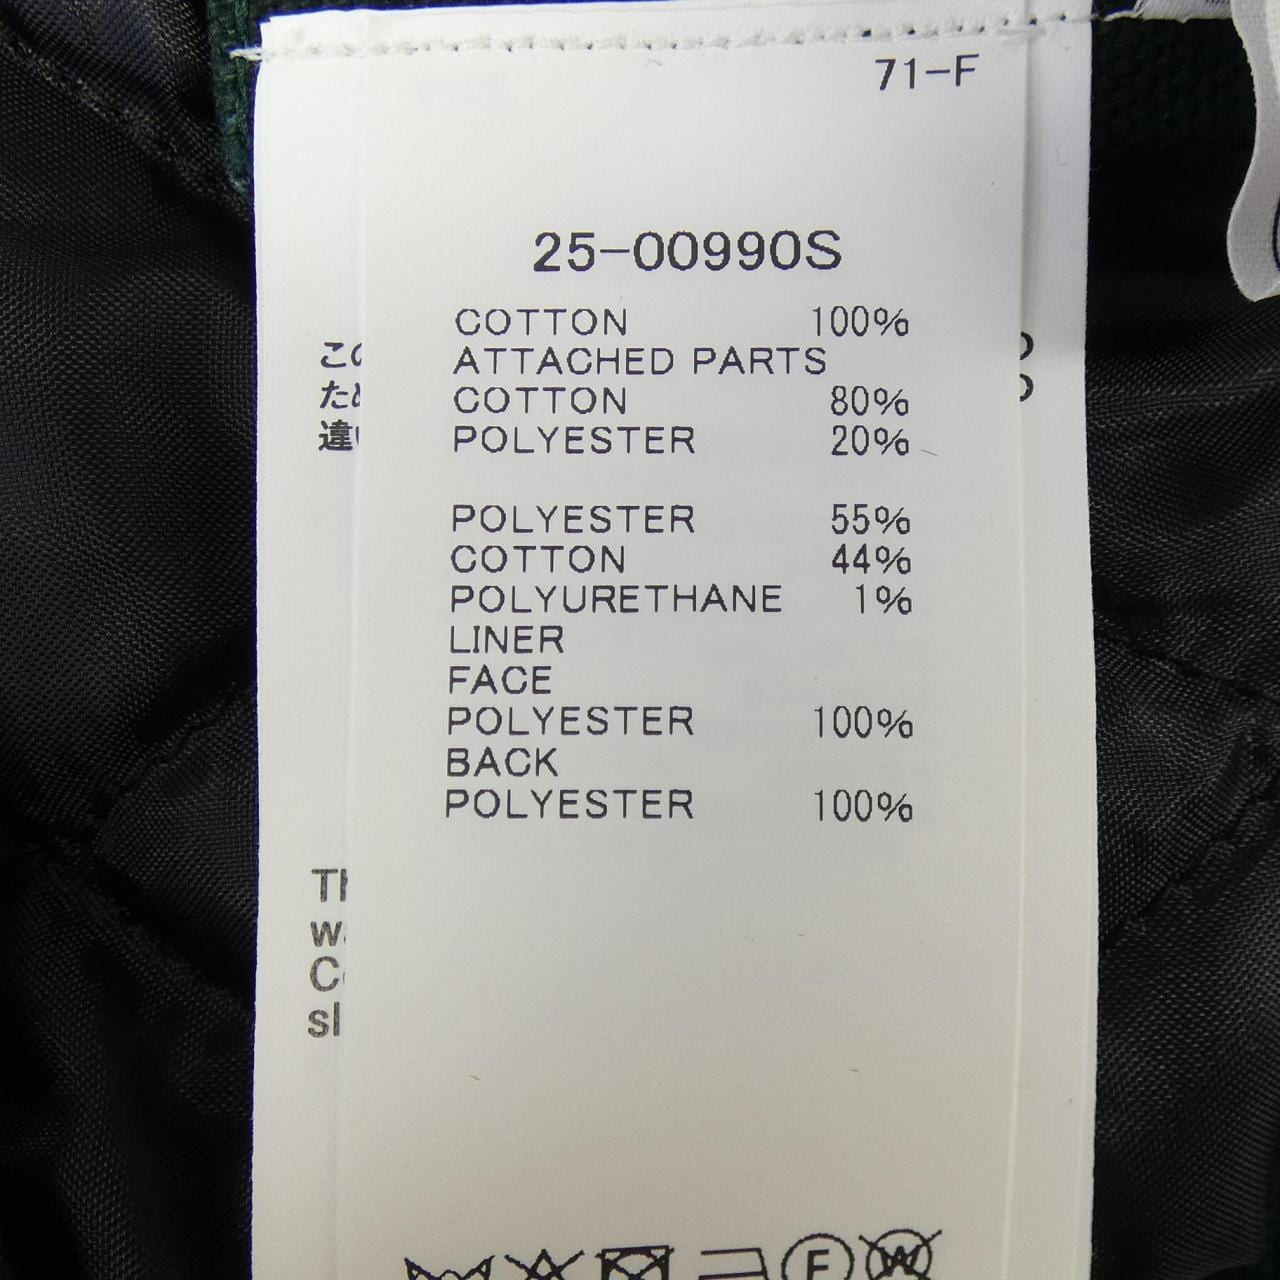 71-F
25-00990S
COTTON 100%
ATTACHED PARTS
COTTON 80%
POLYESTER 20%
POLYESTER 55%
COTTON 44%
POLYURETHANE 1%
LINER
FACE
POLYESTER 100%
BACK
POLYESTER 100%
F
W